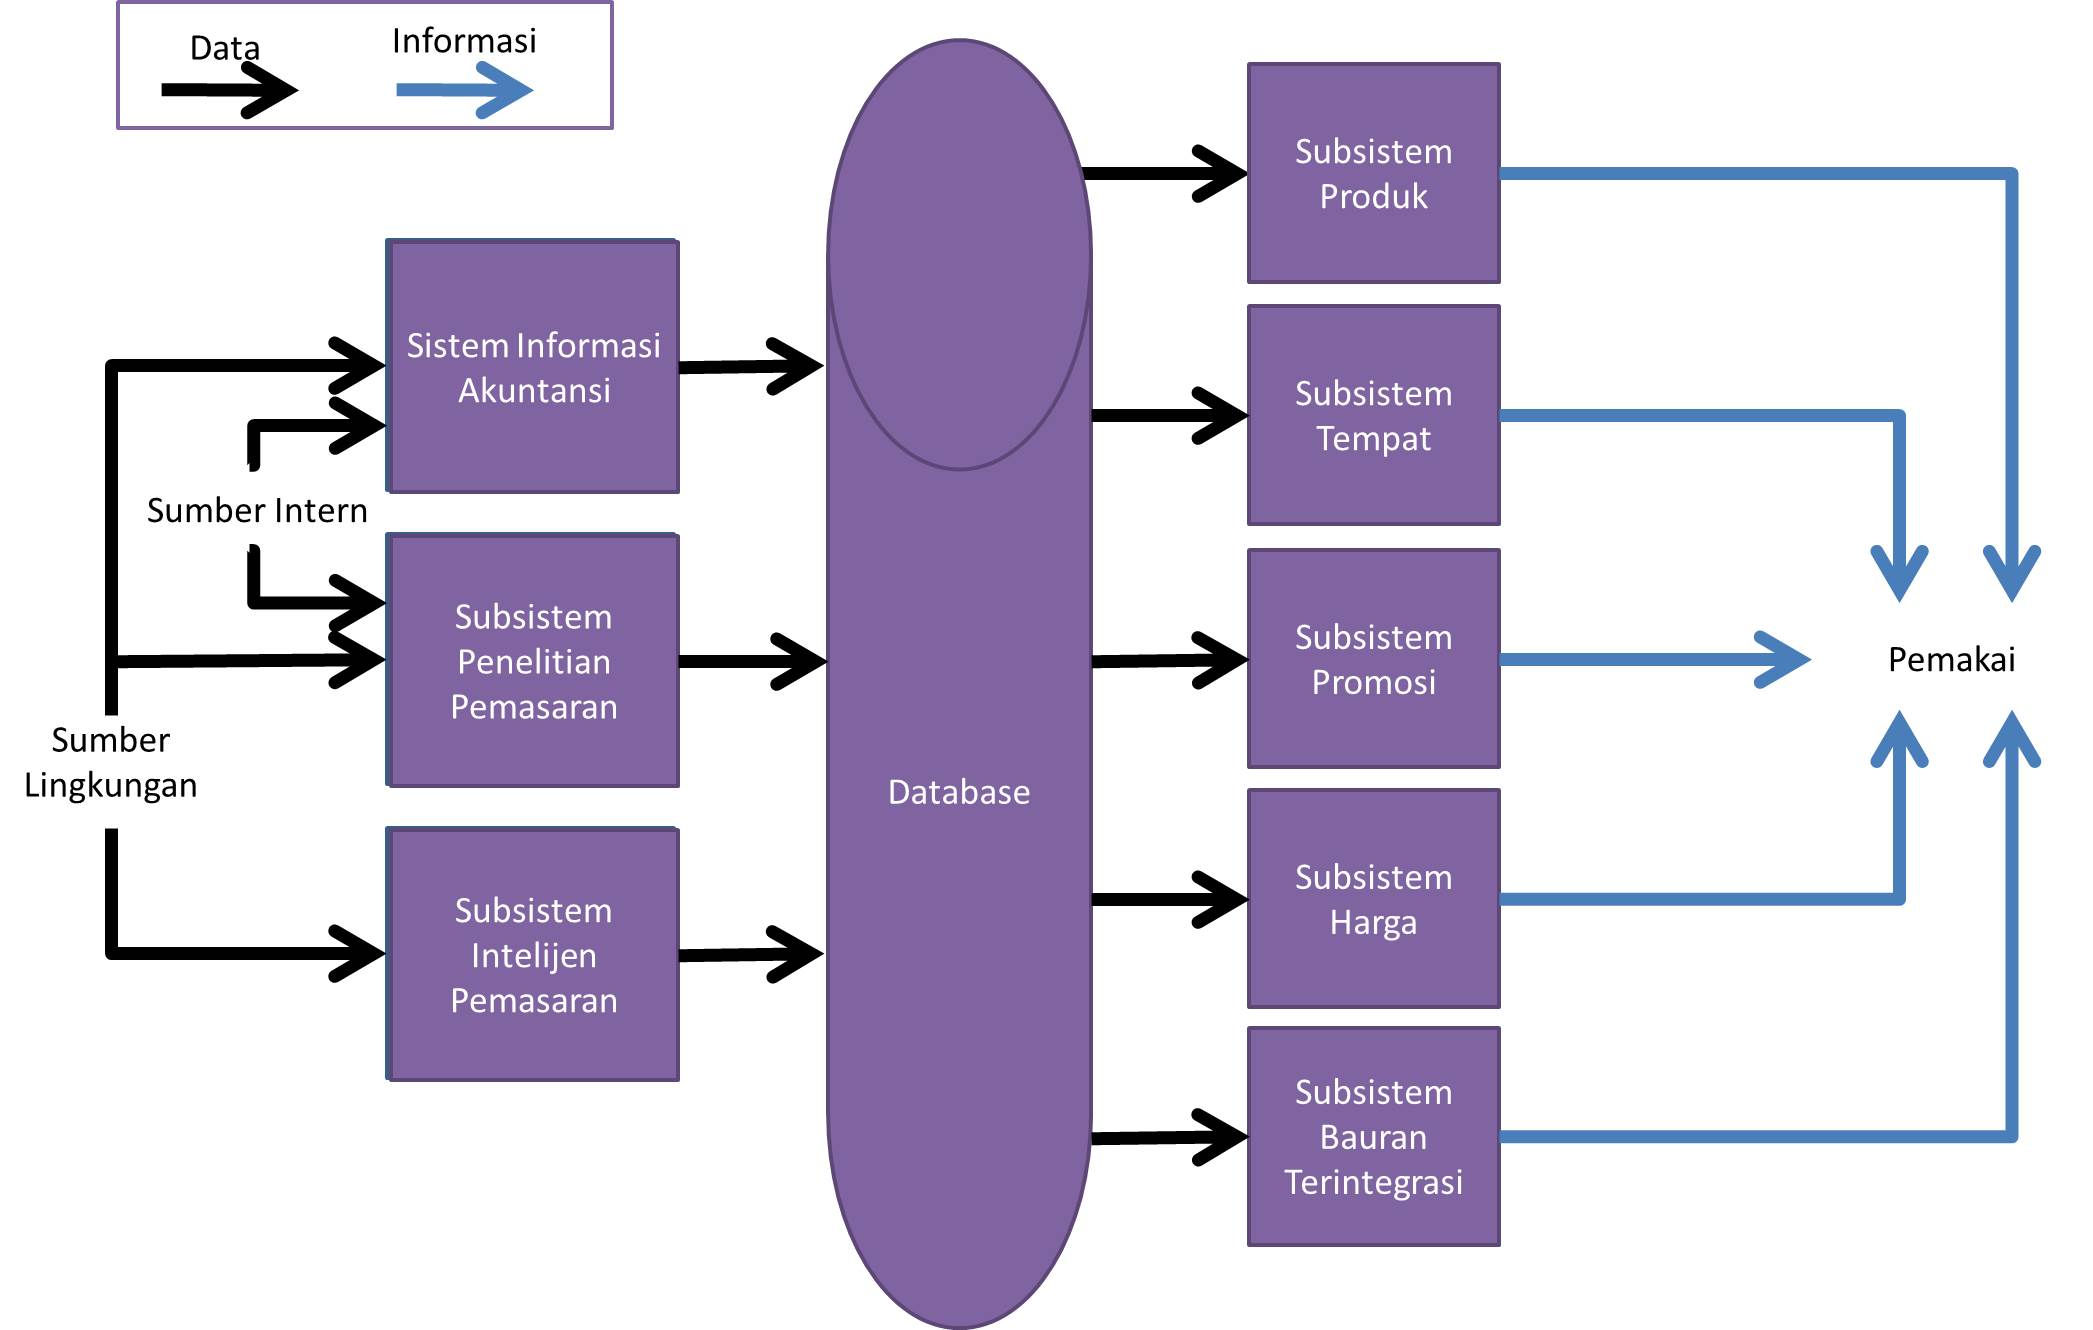 Data
Informasi
Sistem Informasi
Akuntansi
Sumber Intern
Subsistem
Penelitian
Pemasaran
Sumber
Lingkungan
Subsistem
Intelijen
Pemasaran
Database
Subsistem
Produk
Subsistem
Tempat
Subsistem
Promosi
Subsistem
Harga
Subsistem
Bauran
Terintegrasi
Pemakai